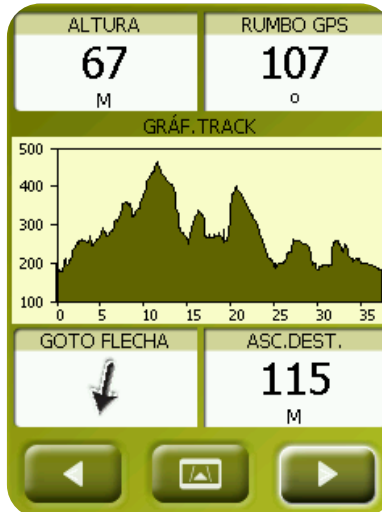 ALTURA
67
M
RUMBO GPS
107
o
GRÁF.TRACK
500
400
300
200
100
0 5 10 15 20 25 30 35
GOTO FLECHA
ASC.DEST.
115
M